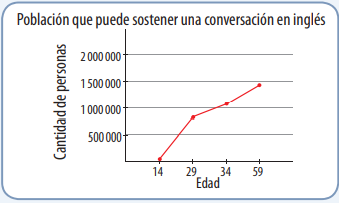 Población que puede sostener una conversación en inglés
Cantidad de personas
2 000 000
1 500 000
1 000 000
500 000
14 29 34 59
Edad